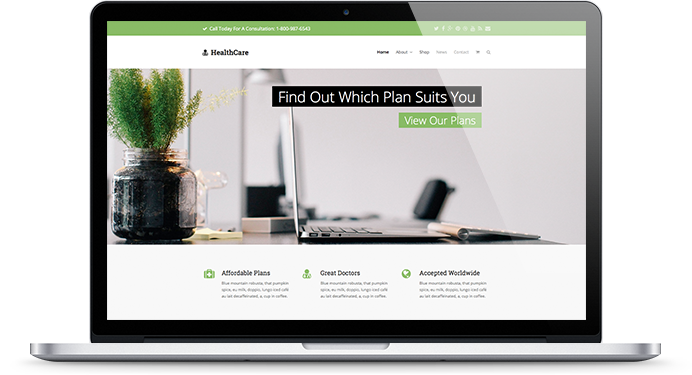 Call Today For A Consultation: 1-800-987-6543
HealthCare
Home About Shop News Contact
Find Out Which Plan Suits You
View Our Plans
Affordable Plans
Great Doctors
Accepted Worldwide
Blue mountain robusta, that pumpkin
spice, eu milk, doppio, lungo iced café
au lait decaffeinated, a, cup in coffee.
Blue mountain robusta, that pumpkin
spice, eu milk, doppio, lungo iced café
au lait decaffeinated, a, cup in coffee.
Blue mountain robusta, that pumpkin
spice, eu milk, doppio, lungo iced café
au lait decaffeinated, a, cup in coffee.